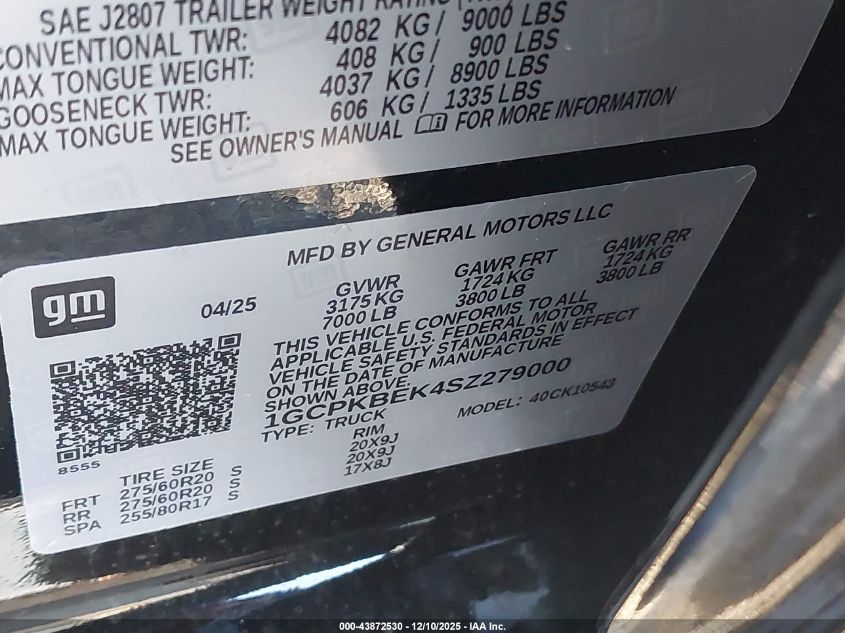 SAE J2807 TRAILER WEIGHT RATING
CONVENTIONAL TWR: 4082 KG/ 9000 LBS
MAX TONGUE WEIGHT: 408 KG/ 900 LBS
GOOSENECK TWR: 4037 KG/ 8900 LBS
MAX TONGUE WEIGHT: 606 KG/ 1335 LBS
SEE OWNER'S MANUAL FOR MORE INFORMATION
MFD BY GENERAL MOTORS LLC
gm
04/25
GVWR GAWR FRT GAWR RR
3175 KG 1724 KG 1724 KG
7000 LB 3800 LB 3800 LB
THIS VEHICLE CONFORMS TO ALL
APPLICABLE U.S. FEDERAL MOTOR
VEHICLE SAFETY STANDARDS IN EFFECT
ON THE DATE OF MANUFACTURE
SHOWN ABOVE.
1GCPKBEK4SZ279000
TYPE: TRUCK MODEL: 40CK10543
8555
TIRE SIZE RIM
FRT 275/60R20 S 20X9J
RR 275/60R20 S 20X9J
SPA 255/80R17 S 17X8J
000-43872530 - 12/10/2025 - IAA Inc.